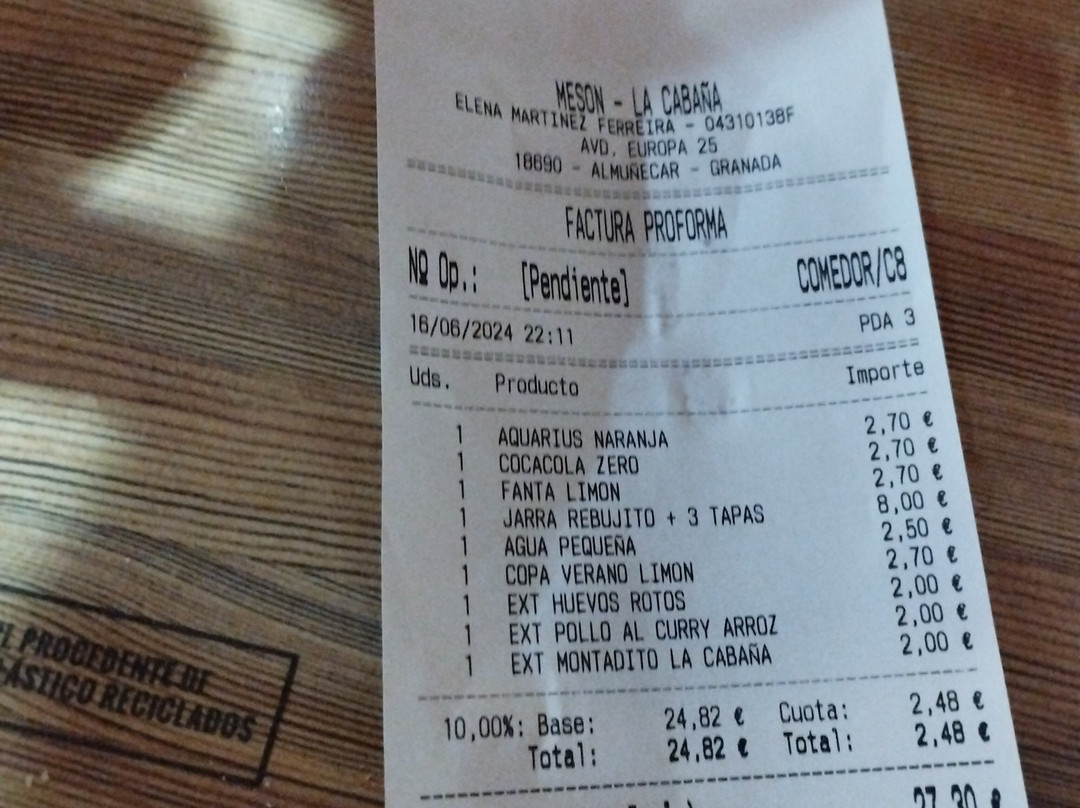 MESON - LA CABAÑA
ELENA MARTINEZ FERREIRA - 04310138F
AVD. EUROPA 25
18690 - ALMUÑECAR - GRANADA
FACTURA PROFORMA
Nº Op.: [Pendiente] COMEDOR/C8
16/06/2024 22:11 PDA 3
Uds. Producto Importe
1 AQUARIUS NARANJA 2,70 €
1 COCACOLA ZERO 2,70 €
1 FANTA LIMON 2,70 €
1 JARRA REBUJITO + 3 TAPAS 8,00 €
1 AGUA PEQUEÑA 2,50 €
1 COPA VERANO LIMON 2,70 €
1 EXT HUEVOS ROTOS 2,00 €
1 EXT POLLO AL CURRY ARROZ 2,00 €
1 EXT MONTADITO LA CABAÑA 2,00 €
10,00%: Base: 24,82 € Cuota: 2,48 €
Total: 24,82 € Total: 2,48 €
27,30 €
PROCEDENTE DE
RECICLADOS